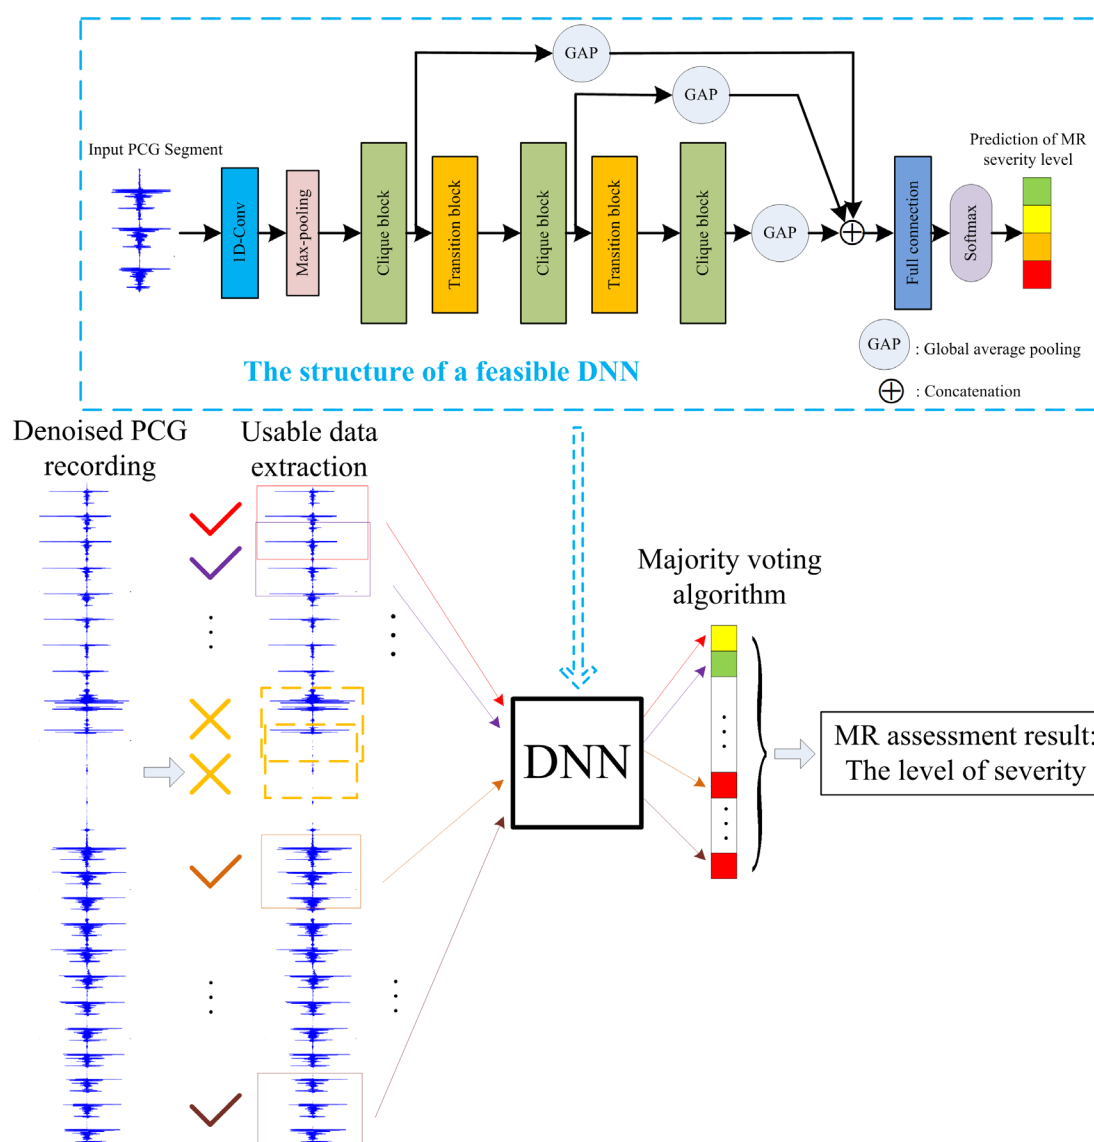 GAP
GAP
Input PCG Segment
Prediction of MR
severity level
1D-Conv
Max-pooling
Clique block
Transition block
Clique block
Transition block
Clique block
GAP
Full connection
Softmax
GAP
: Global average pooling
The structure of a feasible DNN
: Concatenation
Denoised PCG
recording
Usable data
extraction
Majority voting
algorithm
DNN
MR assessment result:
The level of severity